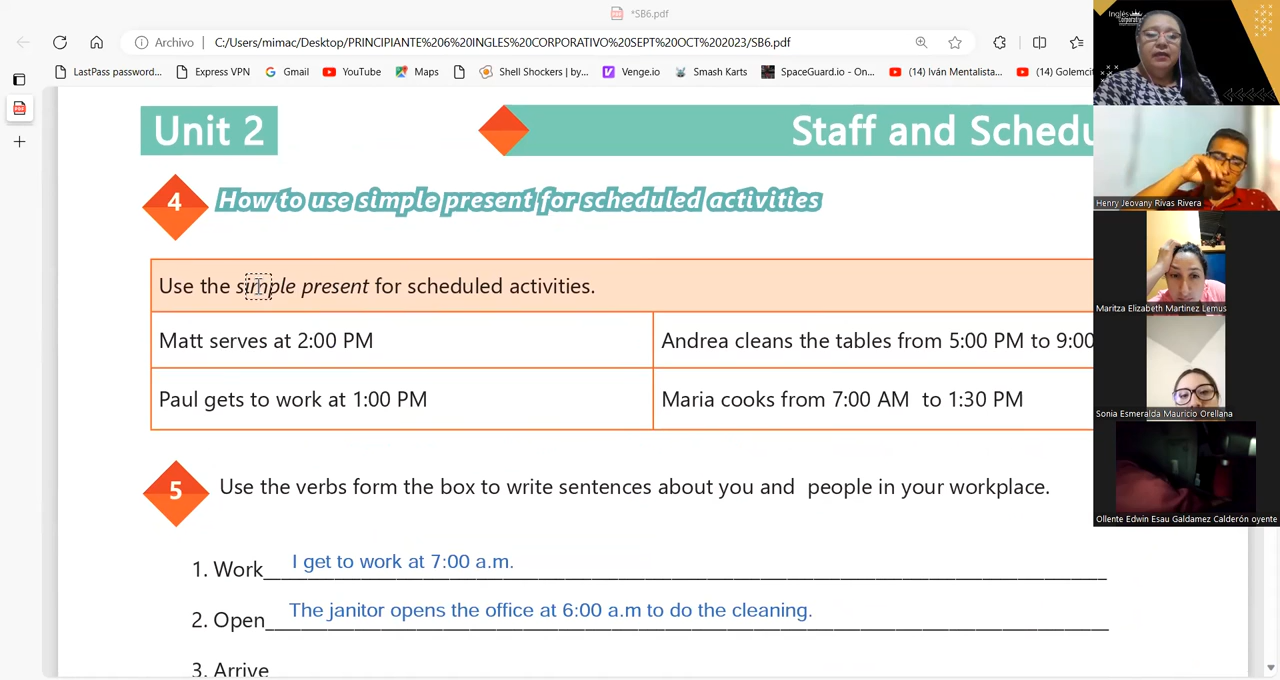 *SB6.pdf
Archivo
C:/Users/mimac/Desktop/PRINCIPIANTE%206%20INGLES%20CORPORATIVO%20SEPT%20OCT%202023/SB6.pdf
LastPass password...
Express VPN
Gmail
YouTube
Maps
Shell Shockers | by...
Venge.io
Smash Karts
SpaceGuard.io - On...
(14) Iván Mentalista...
(14) Golemcit
Inglés
Corporativo
Unit 2
Staff and Schedu
4
How to use simple present for scheduled activities
Use the simple present for scheduled activities.
Matt serves at 2:00 PM
Andrea cleans the tables from 5:00 PM to 9:00
Paul gets to work at 1:00 PM
Maria cooks from 7:00 AM to 1:30 PM
5
Use the verbs form the box to write sentences about you and people in your workplace.
1. Work
I get to work at 7:00 a.m.
2. Open
The janitor opens the office at 6:00 a.m to do the cleaning.
3. Arrive
Henry Jeovany Rivas Rivera
Maritza Elizabeth Martinez Lemus
Sonia Esmeralda Mauricio Orellana
Ollente Edwin Esau Galdamez Calderón oyente